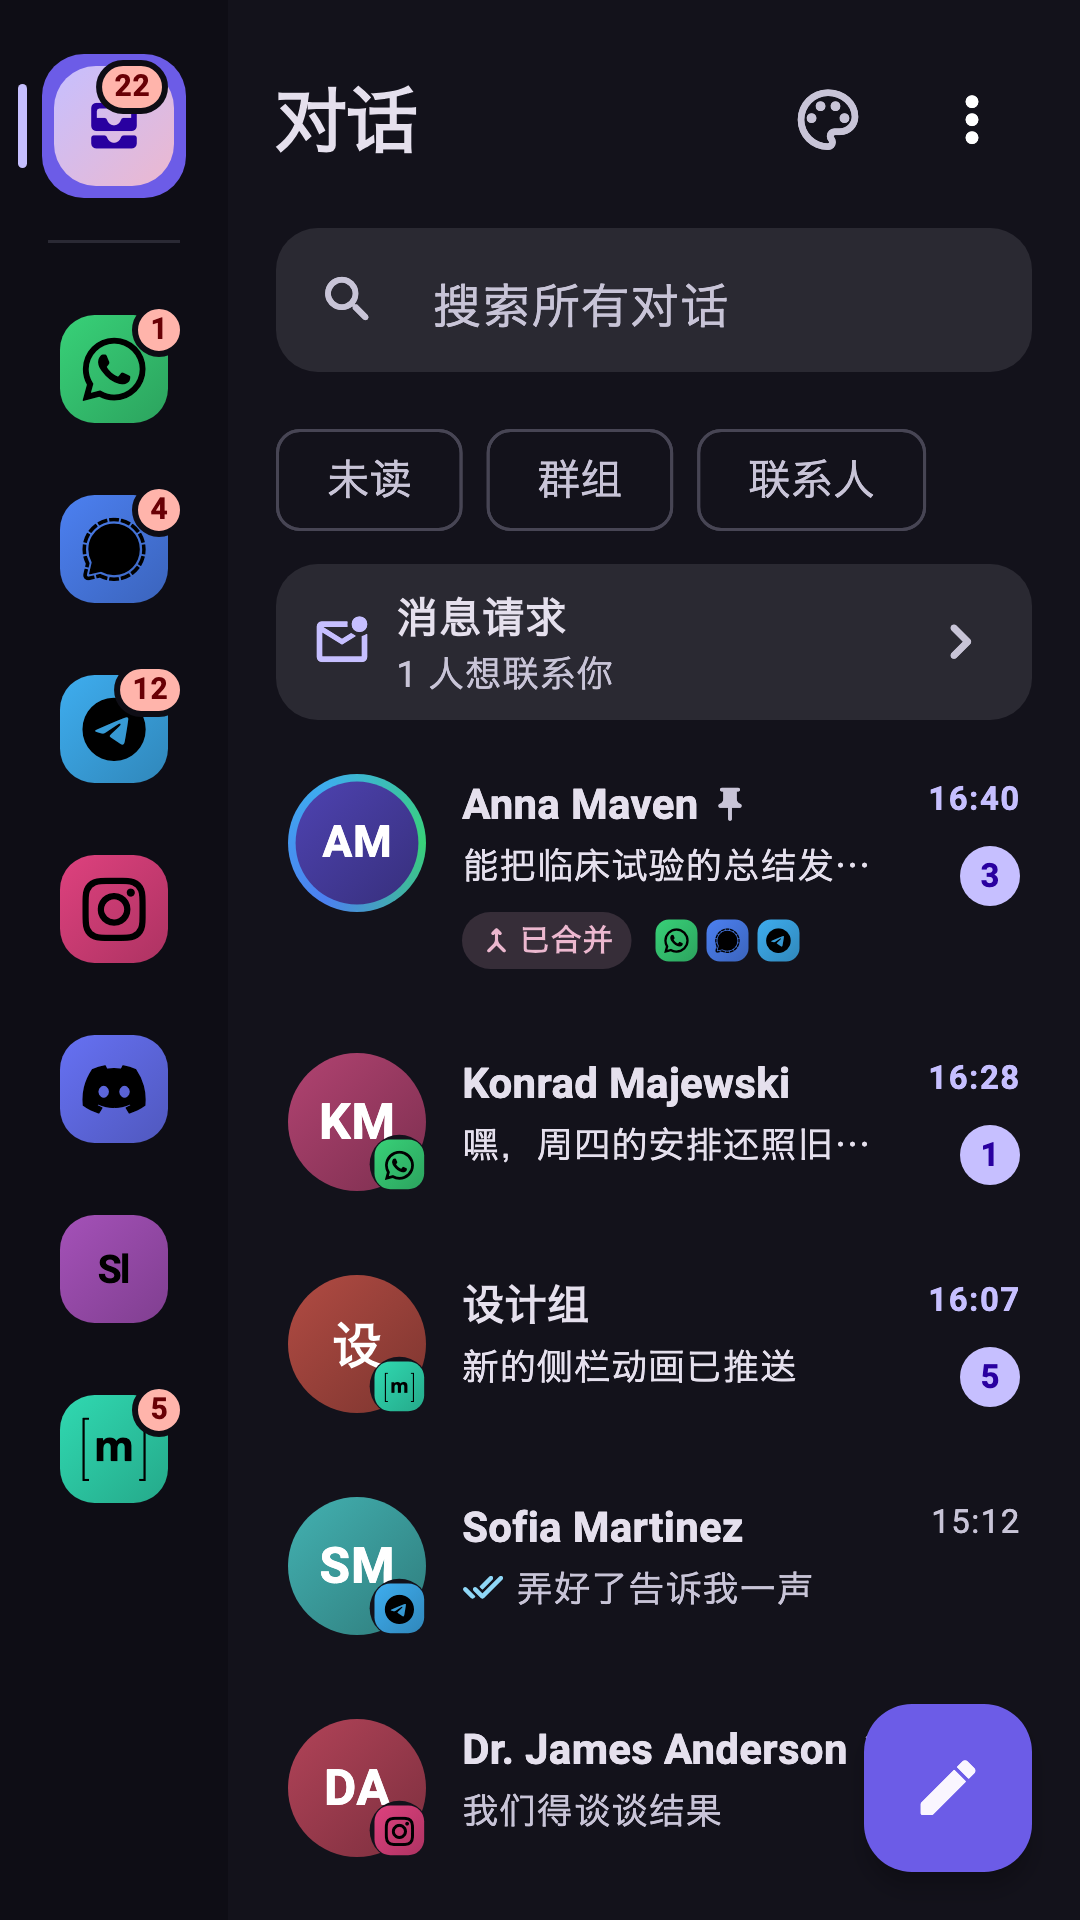 22
对话
搜索所有对话
1
未读
群组
联系人
4
消息请求
1 人想联系你
12
Anna Maven
16:40
AM
能把临床试验的总结发…
3
已合并
Konrad Majewski
16:28
KM
嘿，周四的安排还照旧…
1
Sl
设计组
16:07
设
新的侧栏动画已推送
5
[m]
5
[m]
Sofia Martinez
15:12
SM
弄好了告诉我一声
Dr. James Anderson
DA
我们得谈谈结果